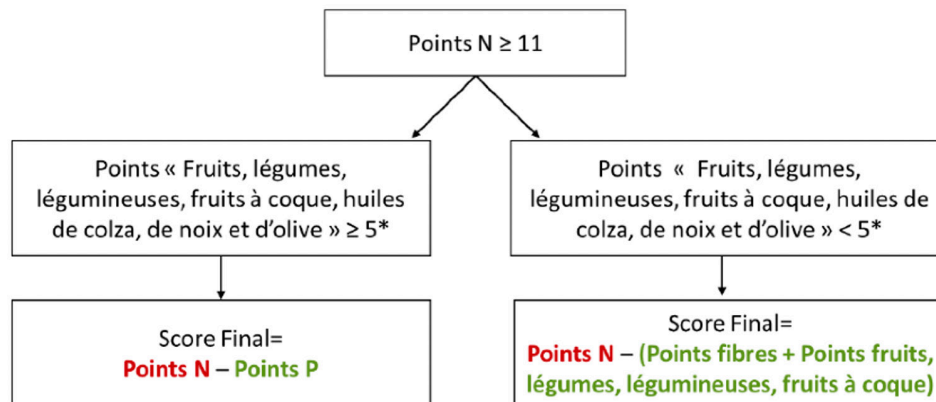 Points N ≥ 11
Points « Fruits, légumes,
légumineuses, fruits à coque, huiles
de colza, de noix et d’olive » ≥ 5*
Points « Fruits, légumes,
légumineuses, fruits à coque, huiles de
colza, de noix et d’olive » < 5*
Score Final=
Points N – Points P
Score Final=
Points N – (Points fibres + Points fruits,
légumes, légumineuses, fruits à coque)